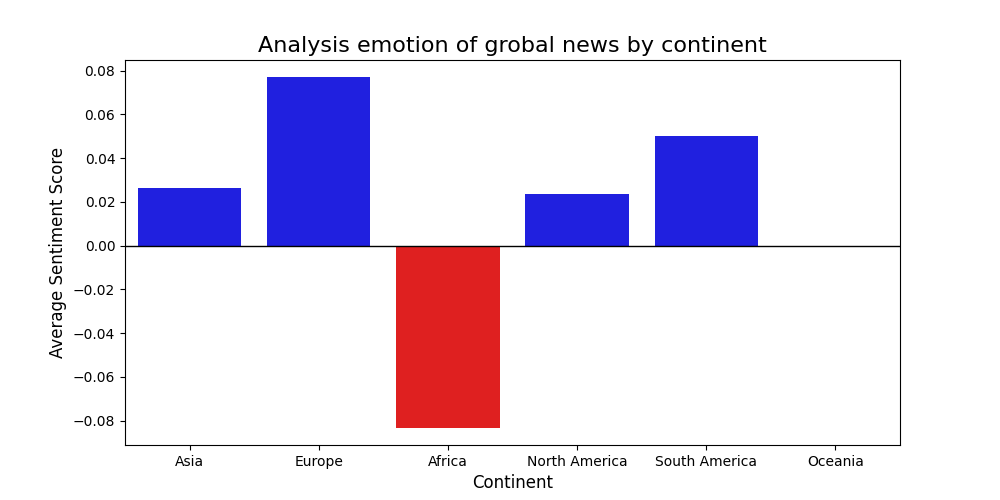 Analysis emotion of grobal news by continent
Average Sentiment Score
0.08
0.06
0.04
0.02
0.00
−0.02
−0.04
−0.06
−0.08
Asia Europe Africa North America South America Oceania
Continent